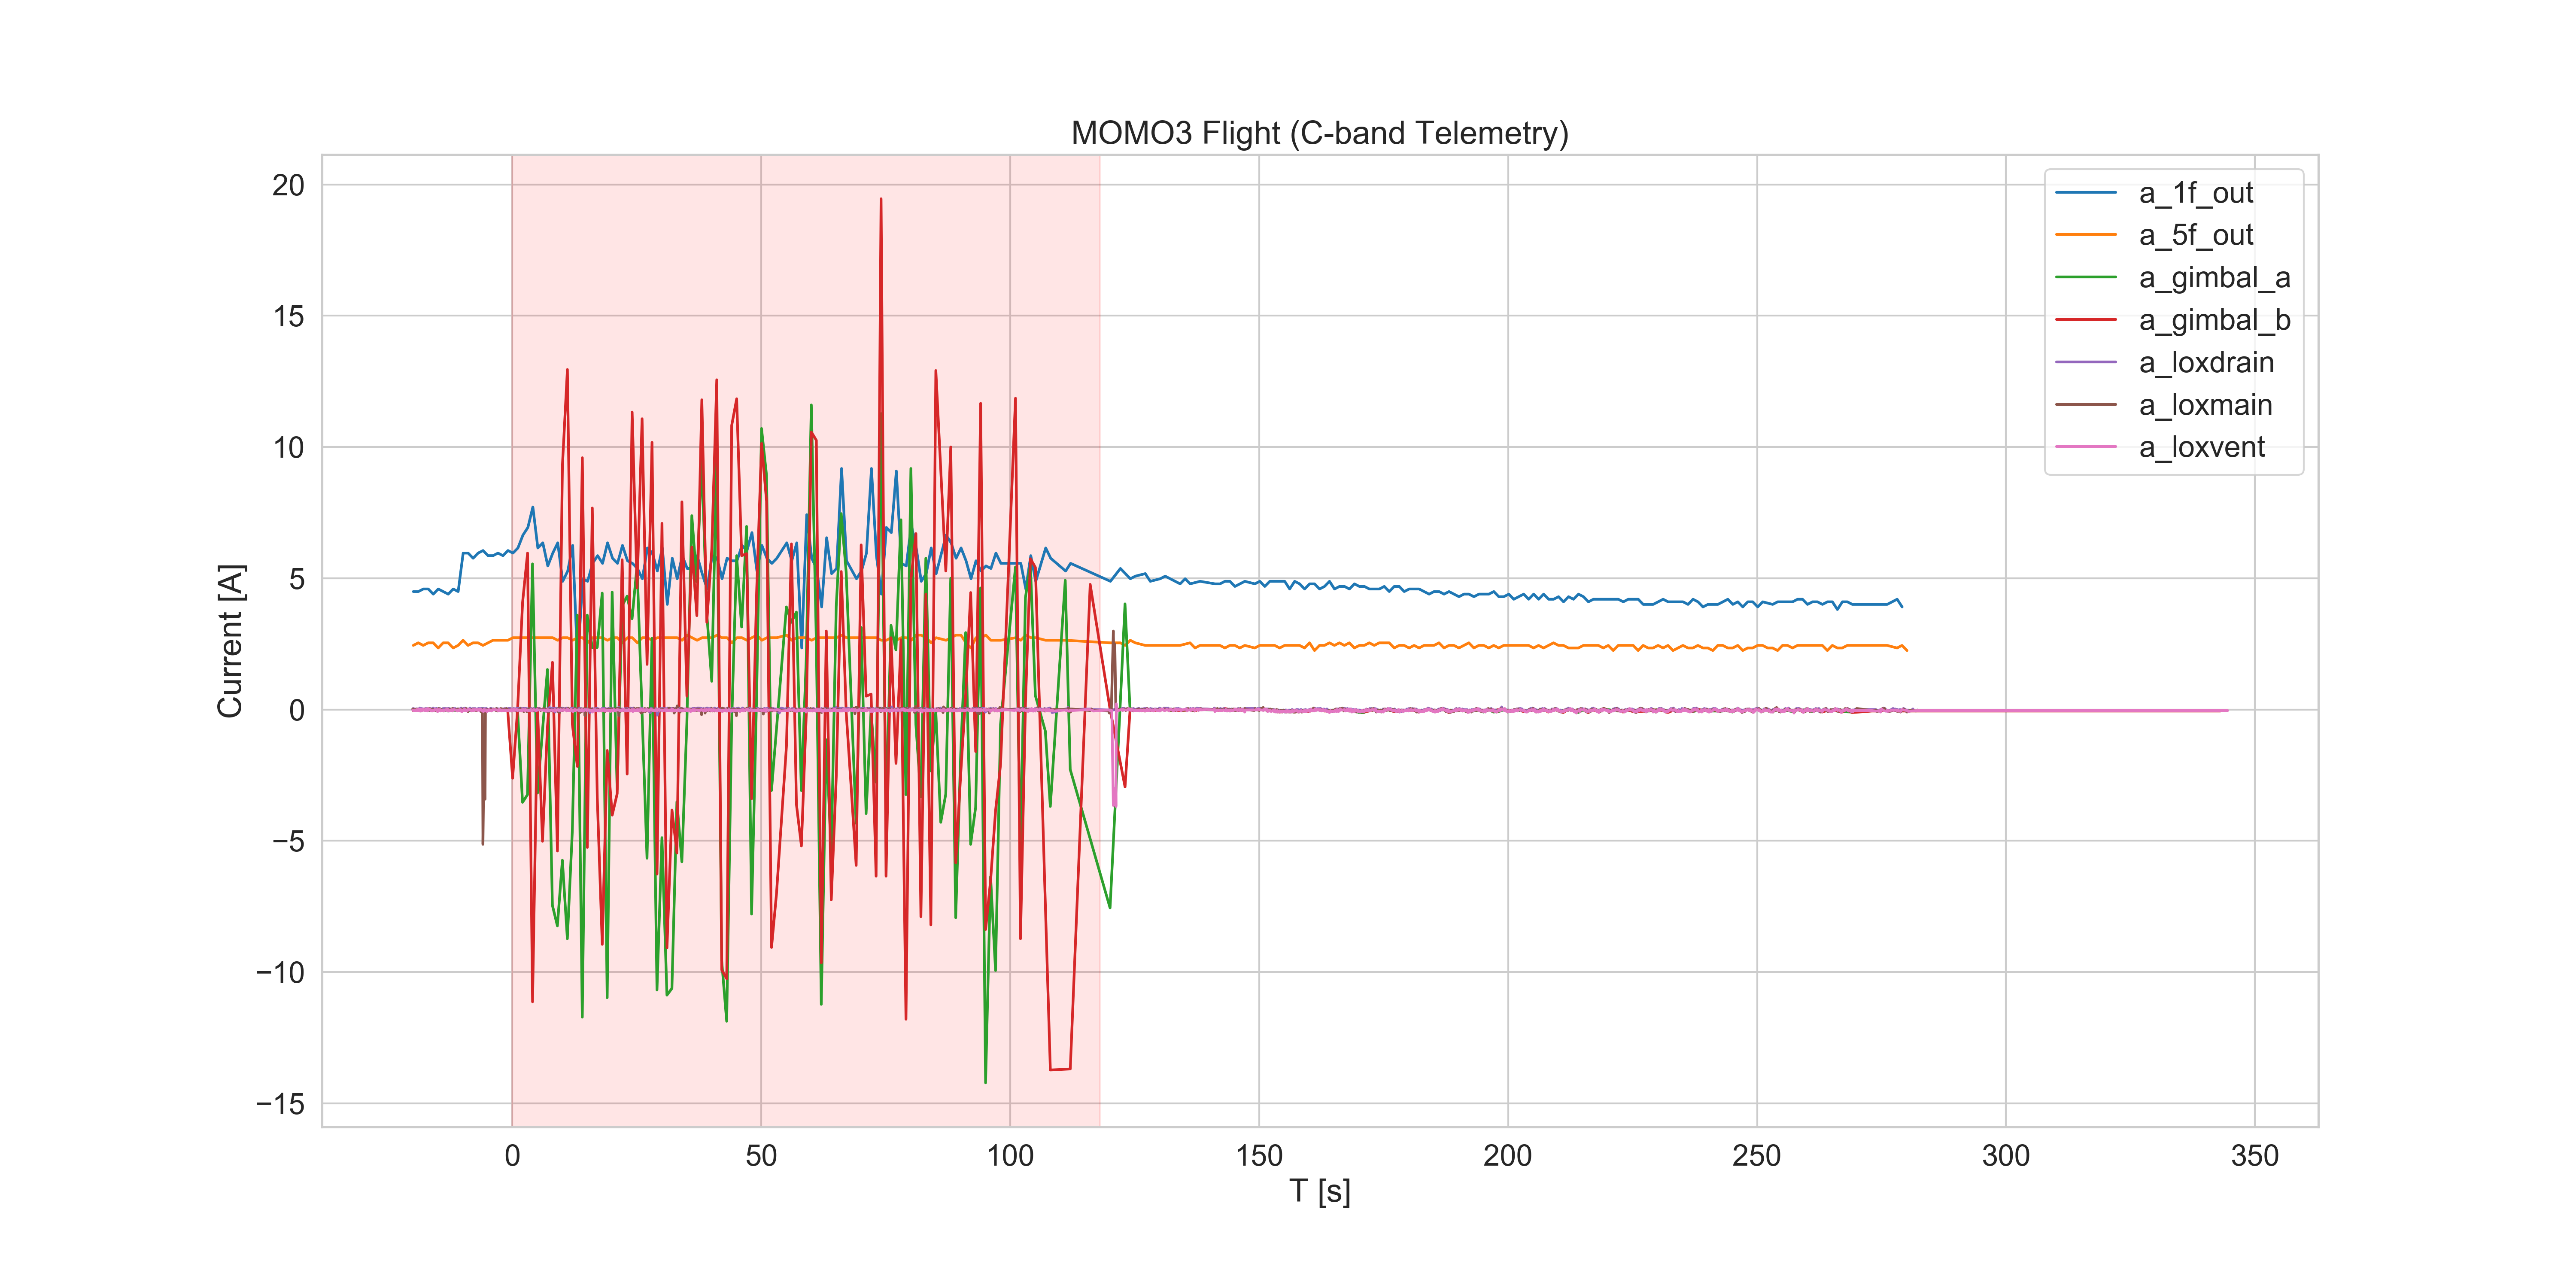 MOMO3 Flight (C-band Telemetry)
20
15
10
5
0
−5
−10
−15
Current [A]
a_1f_out
a_5f_out
a_gimbal_a
a_gimbal_b
a_loxdrain
a_loxmain
a_loxvent
0 50 100 150 200 250 300 350
T [s]